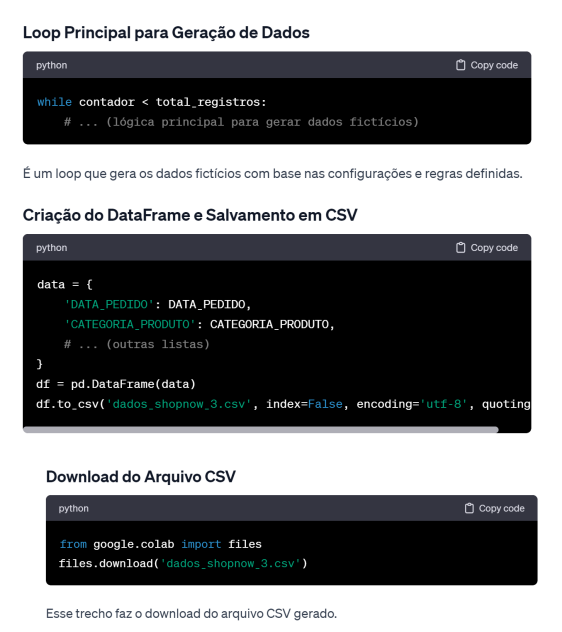 Loop Principal para Geração de Dados
python Copy code
while contador < total_registros:
# ... (lógica principal para gerar dados fictícios)
É um loop que gera os dados fictícios com base nas configurações e regras definidas.
Criação do DataFrame e Salvamento em CSV
python Copy code
data = {
'DATA_PEDIDO': DATA_PEDIDO,
'CATEGORIA_PRODUTO': CATEGORIA_PRODUTO,
# ... (outras listas)
}
df = pd.DataFrame(data)
df.to_csv('dados_shopnow_3.csv', index=False, encoding='utf-8', quoting
Download do Arquivo CSV
python Copy code
from google.colab import files
files.download('dados_shopnow_3.csv')
Esse trecho faz o download do arquivo CSV gerado.